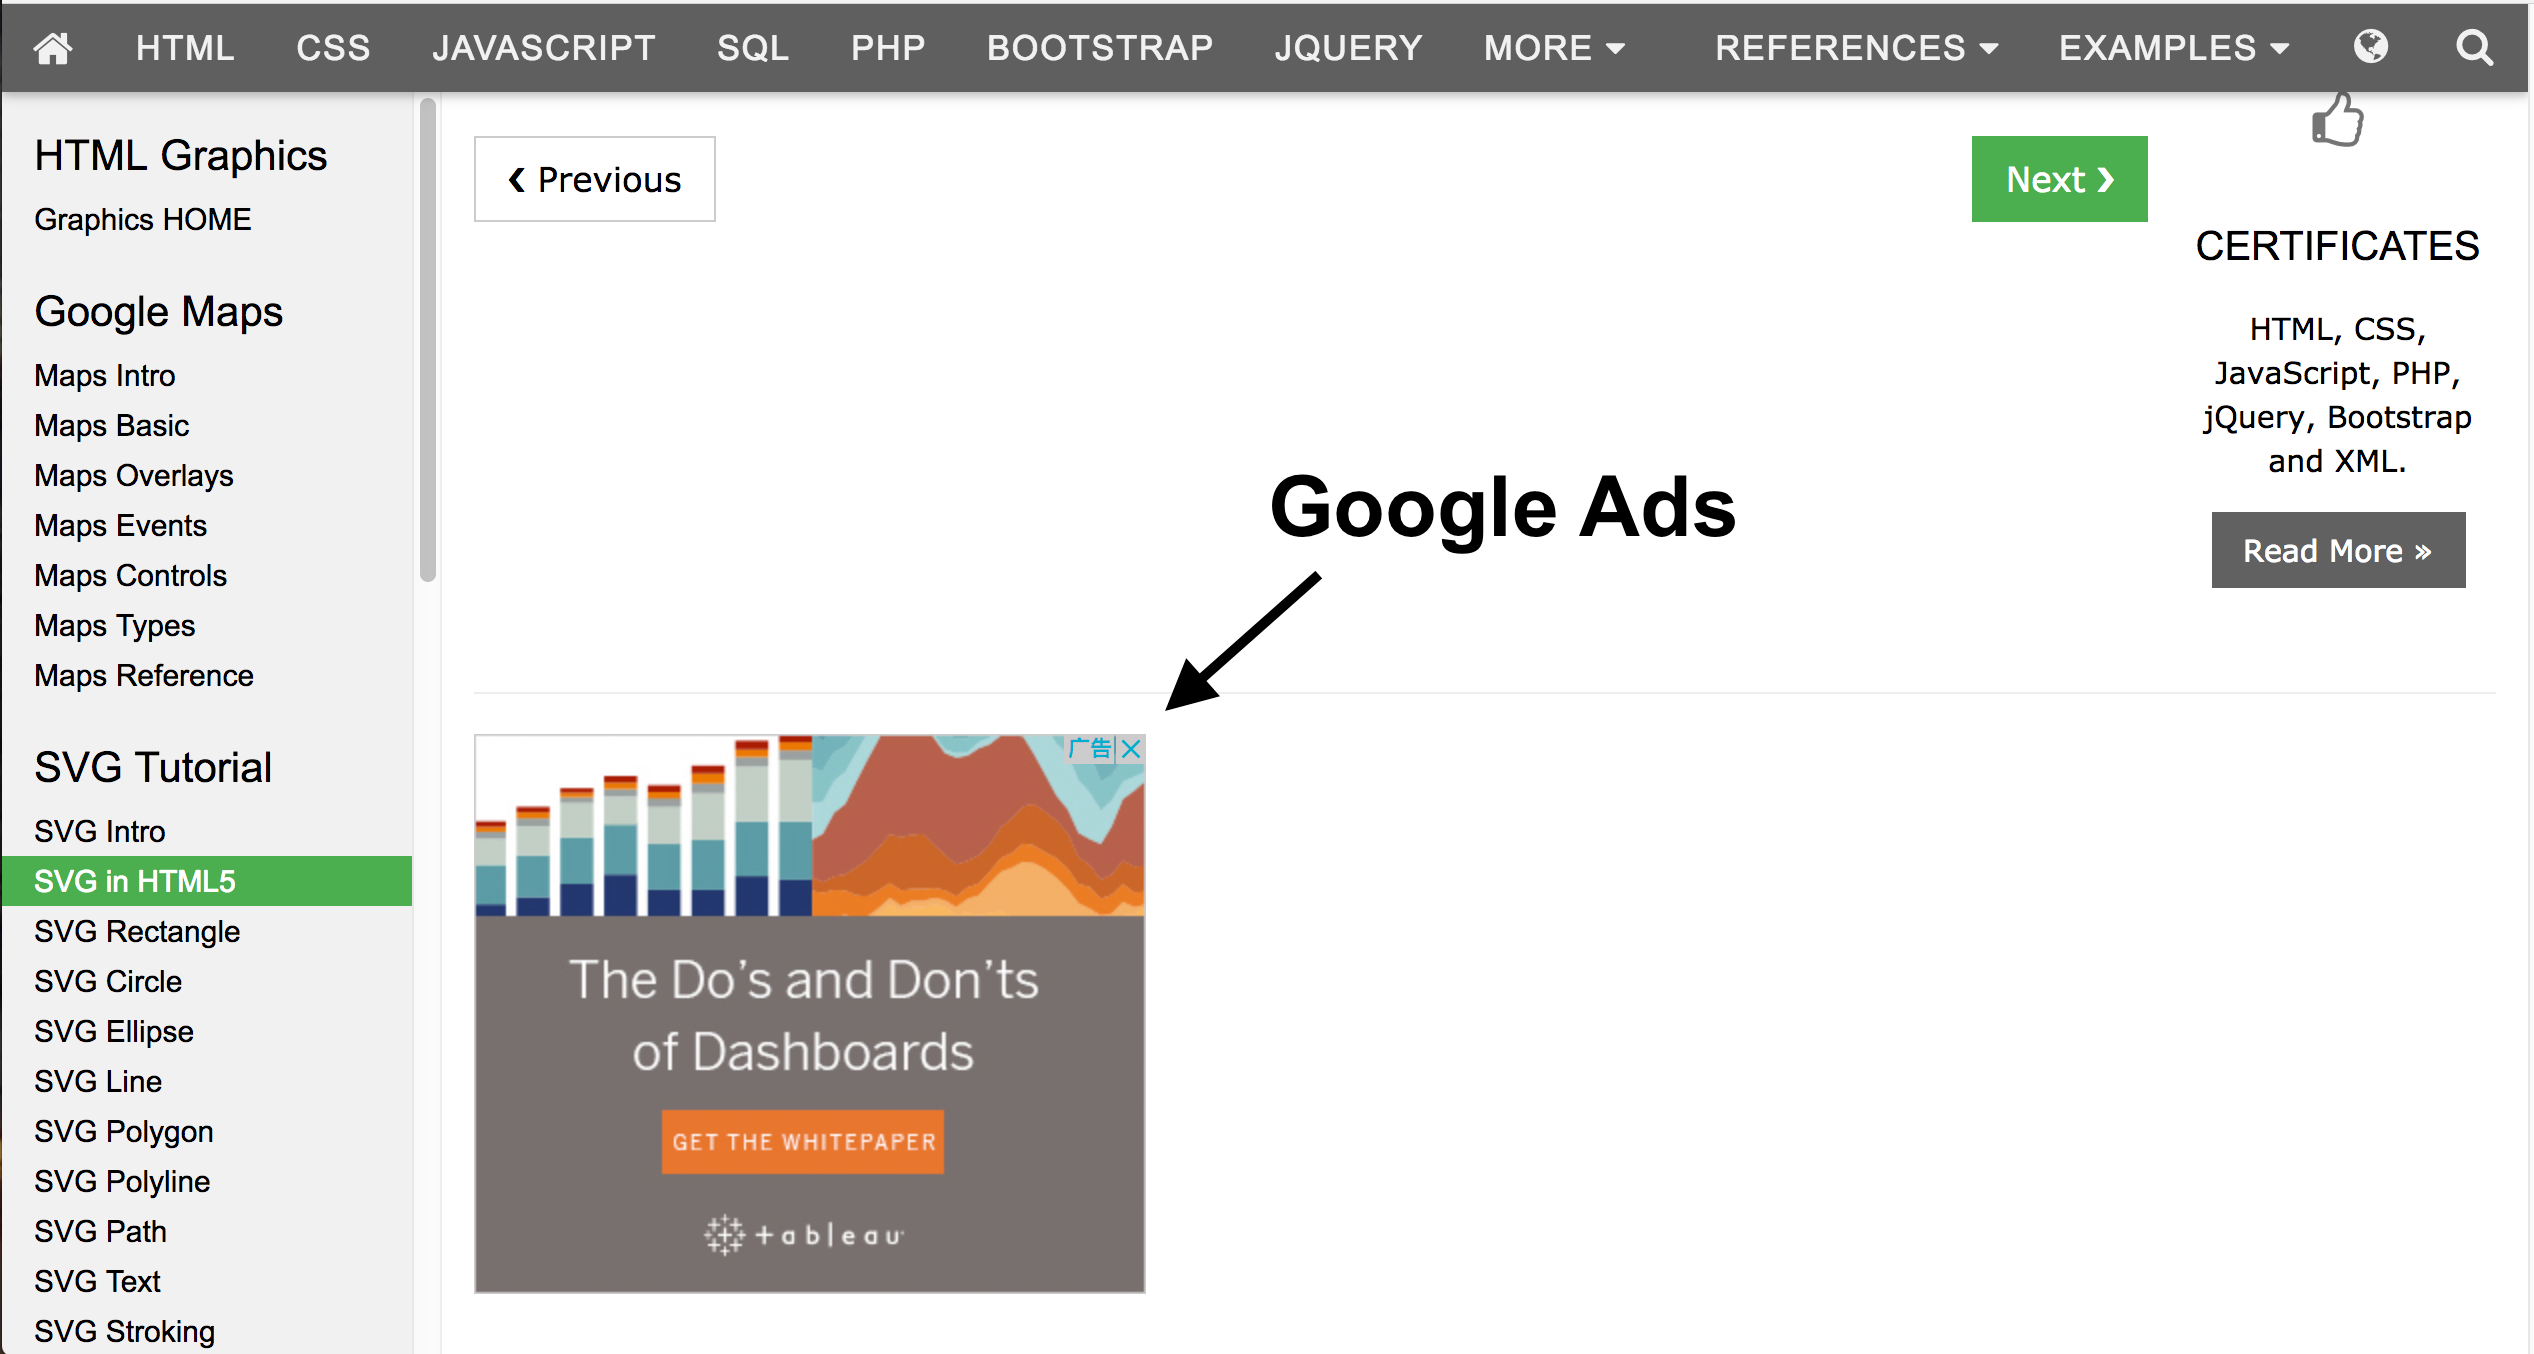 HTML CSS JAVASCRIPT SQL PHP BOOTSTRAP JQUERY MORE REFERENCES EXAMPLES
HTML Graphics
Graphics HOME
Google Maps
Maps Intro
Maps Basic
Maps Overlays
Maps Events
Maps Controls
Maps Types
Maps Reference
SVG Tutorial
SVG Intro
SVG in HTML5
SVG Rectangle
SVG Circle
SVG Ellipse
SVG Line
SVG Polygon
SVG Polyline
SVG Path
SVG Text
SVG Stroking
❮ Previous
Next ❯
Google Ads
广告
The Do's and Don'ts
of Dashboards
GET THE WHITEPAPER
+ableau
CERTIFICATES
HTML, CSS,
JavaScript, PHP,
jQuery, Bootstrap
and XML.
Read More »